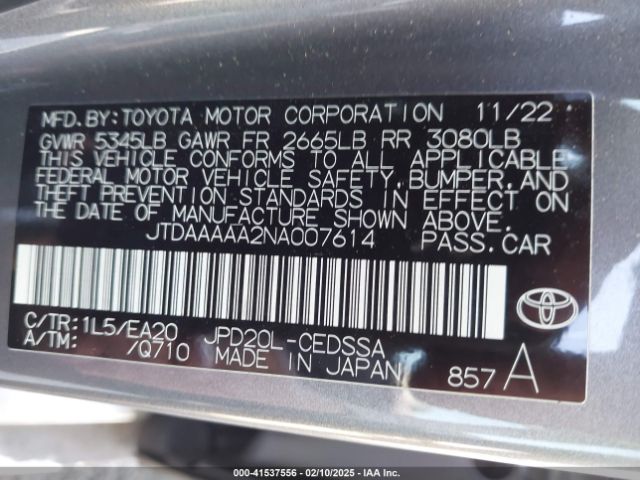 MFD.BY:TOYOTA MOTOR CORPORATION 11/22
GVWR 5345LB GAWR FR 2665LB RR 3080LB
THIS VEHICLE CONFORMS TO ALL APPLICABLE
FEDERAL MOTOR VEHICLE SAFETY,BUMPER,AND
THEFT PREVENTION STANDARDS IN EFFECT ON
THE DATE OF MANUFACTURE SHOWN ABOVE.
JTDAAAAA2NA007614 PASS.CAR
C/TR:1L5/EA20 JPD20L-CEDSSA
A/TM: /Q710 MADE IN JAPAN 857A
TOYOTA
000-41537556 - 02/10/2025 - IAA Inc.